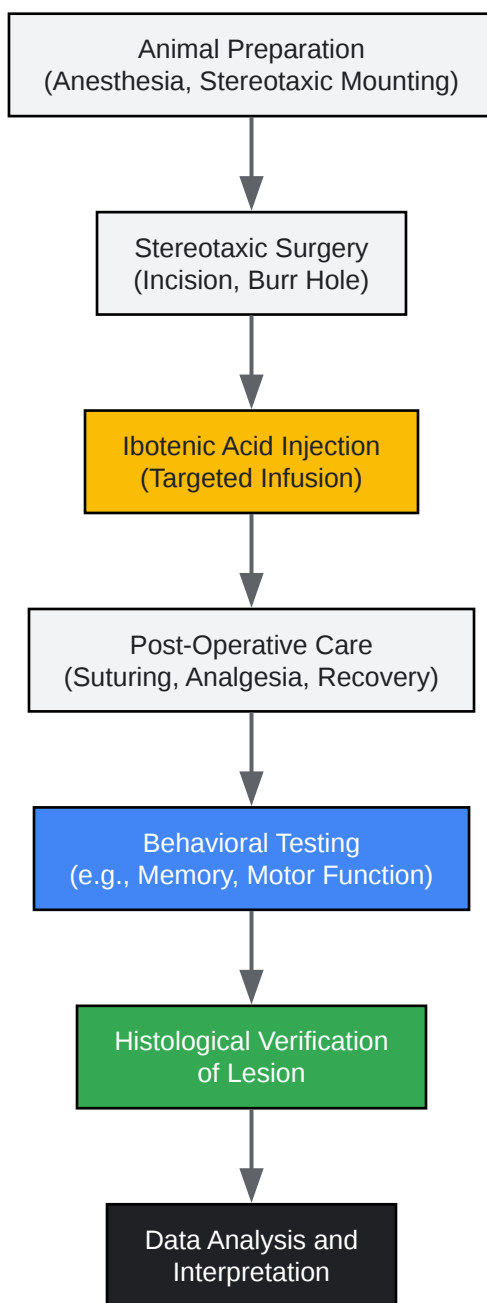 Animal Preparation
(Anesthesia, Stereotaxic Mounting)
Stereotaxic Surgery
(Incision, Burr Hole)
Ibotenic Acid Injection
(Targeted Infusion)
Post-Operative Care
(Suturing, Analgesia, Recovery)
Behavioral Testing
(e.g., Memory, Motor Function)
Histological Verification
of Lesion
Data Analysis and
Interpretation